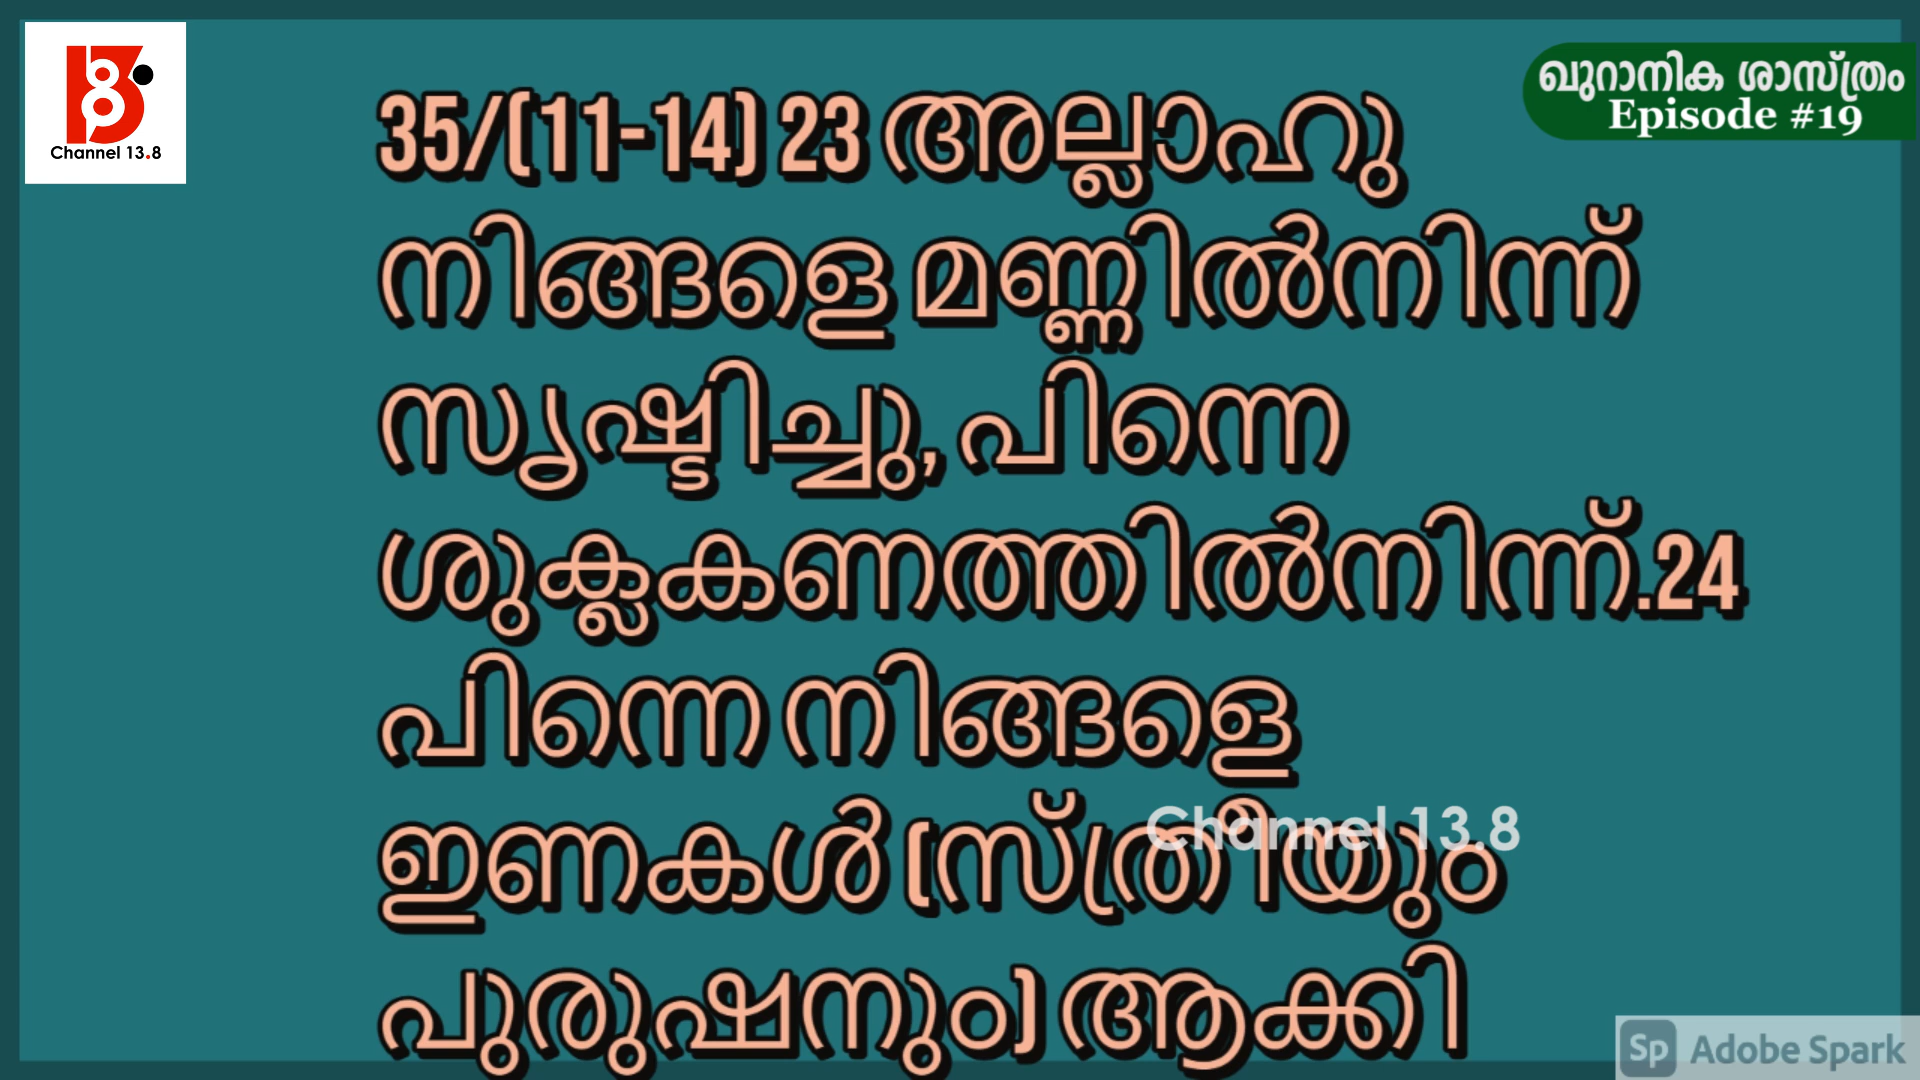 Channel 13.8
ഖുറാനിക ശാസ്ത്രം
Episode #19
35/(11-14) 23 അല്ലാഹു
നിങ്ങളെ മണ്ണിൽനിന്ന്
സൃഷ്ടിച്ചു, പിന്നെ
ശുക്ലകണത്തിൽനിന്ന്.24
പിന്നെ നിങ്ങളെ
ഇണകൾ (സ്ത്രീയും
പുരുഷനും) ആക്കി
Channel 13.8
Sp Adobe Spark